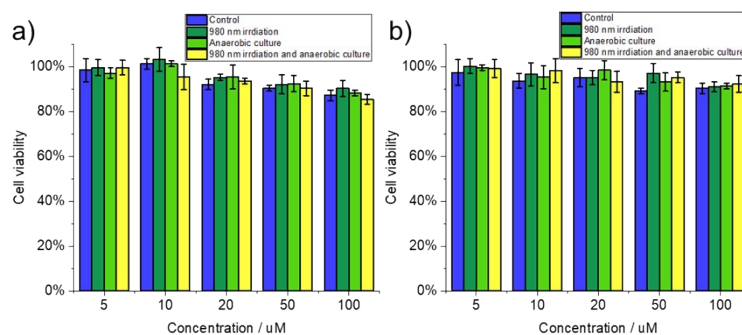 a)
Control
980 nm irrdiation
Anaerobic culture
980 nm irrdiation and anaerobic culture
Cell viability
100%
80%
60%
40%
20%
0%
5 10 20 50 100
Concentration / uM
b)
Control
980 nm irrdiation
Anaerobic culture
980 nm irrdiation and anaerobic culture
Cell viability
100%
80%
60%
40%
20%
0%
5 10 20 50 100
Concentration / uM